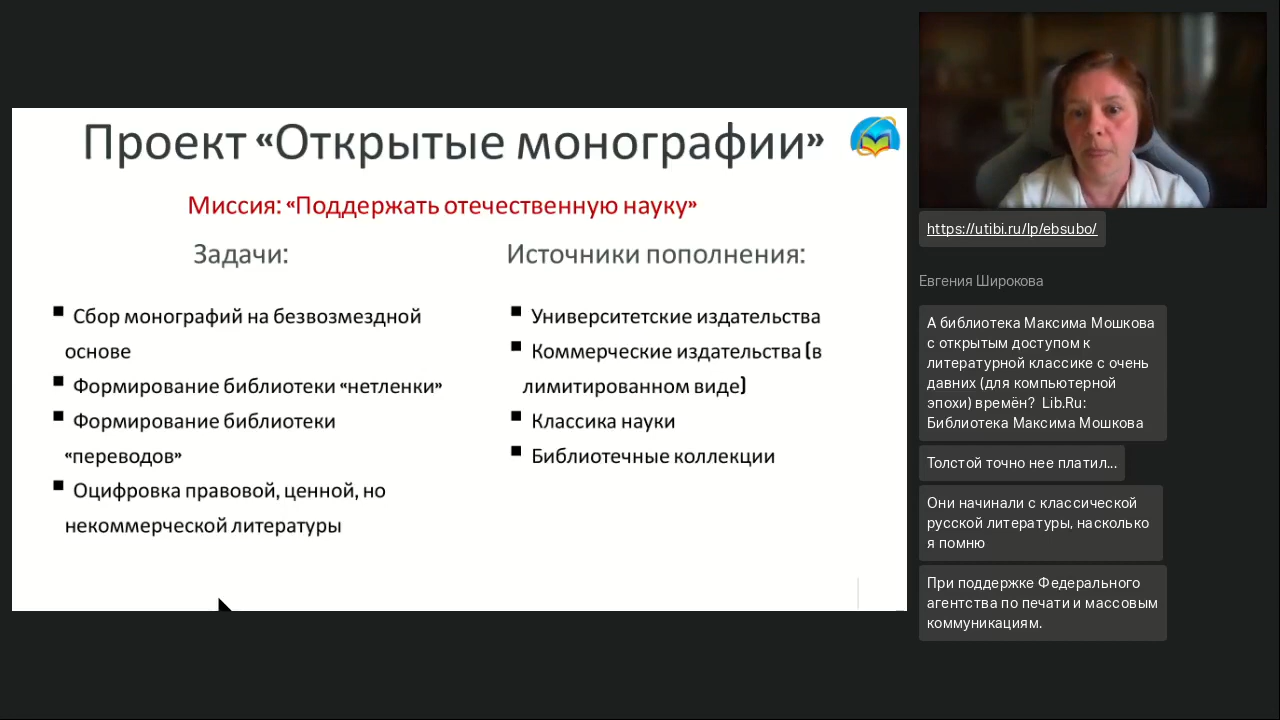 Проект «Открытые монографии»
Миссия: «Поддержать отечественную науку»
Задачи:
▪ Сбор монографий на безвозмездной
основе
▪ Формирование библиотеки «нетленки»
▪ Формирование библиотеки
«переводов»
▪ Оцифровка правовой, ценной, но
некоммерческой литературы
Источники пополнения:
▪ Университетские издательства
▪ Коммерческие издательства (в
лимитированном виде)
▪ Классика науки
▪ Библиотечные коллекции
https://utibi.ru/lp/ebsubo/
Евгения Широкова
А библиотека Максима Мошкова
с открытым доступом к
литературной классике с очень
давних (для компьютерной
эпохи) времён? Lib.Ru:
Библиотека Максима Мошкова
Толстой точно нее платил...
Они начинали с классической
русской литературы, насколько
я помню
При поддержке Федерального
агентства по печати и массовым
коммуникациям.